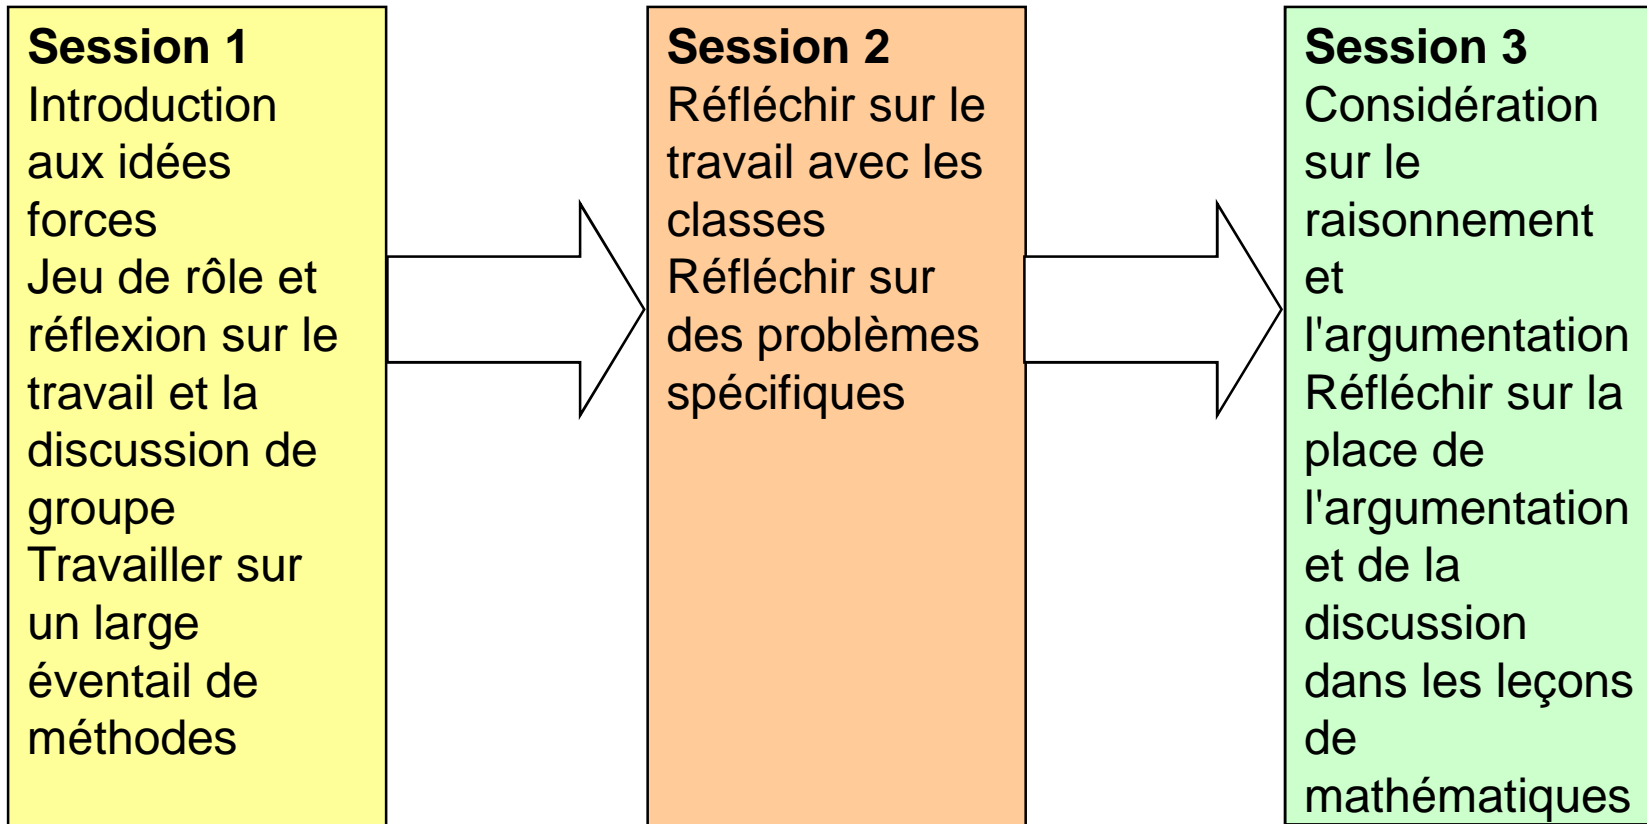 Session 1
Introduction
aux idées
forces
Jeu de rôle et
réflexion sur le
travail et la
discussion de
groupe
Travailler sur
un large
éventail de
méthodes
Session 2
Réfléchir sur le
travail avec les
classes
Réfléchir sur
des problèmes
spécifiques
Session 3
Considération
sur le
raisonnement
et
l'argumentation
Réfléchir sur la
place de
l'argumentation
et de la
discussion
dans les leçons
de
mathématiques